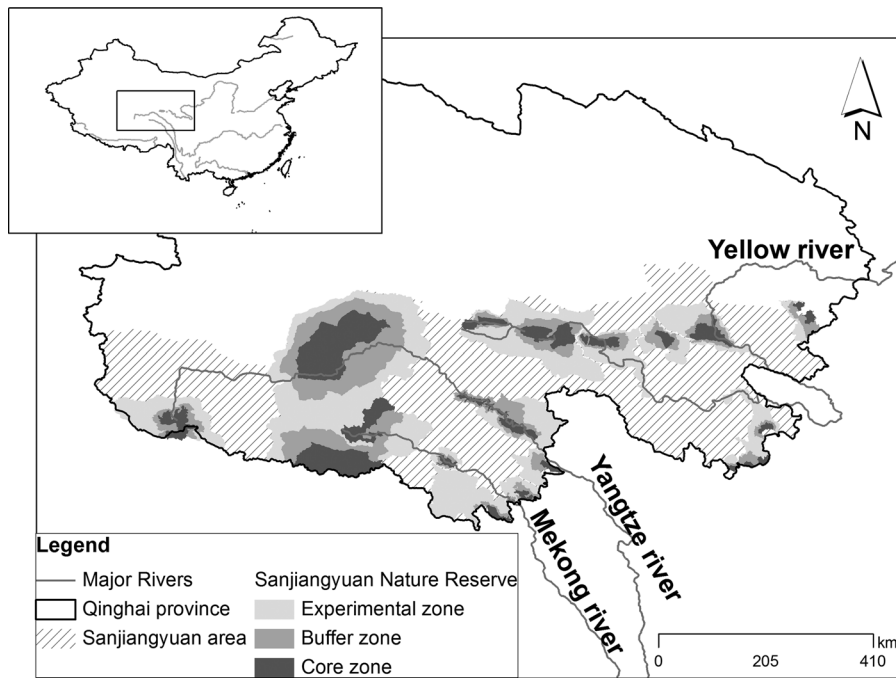 N
Yellow river
Yangtze river
Mekong river
Legend
Major Rivers
Qinghai province
Sanjiangyuan area
Sanjiangyuan Nature Reserve
Experimental zone
Buffer zone
Core zone
km
0 205 410